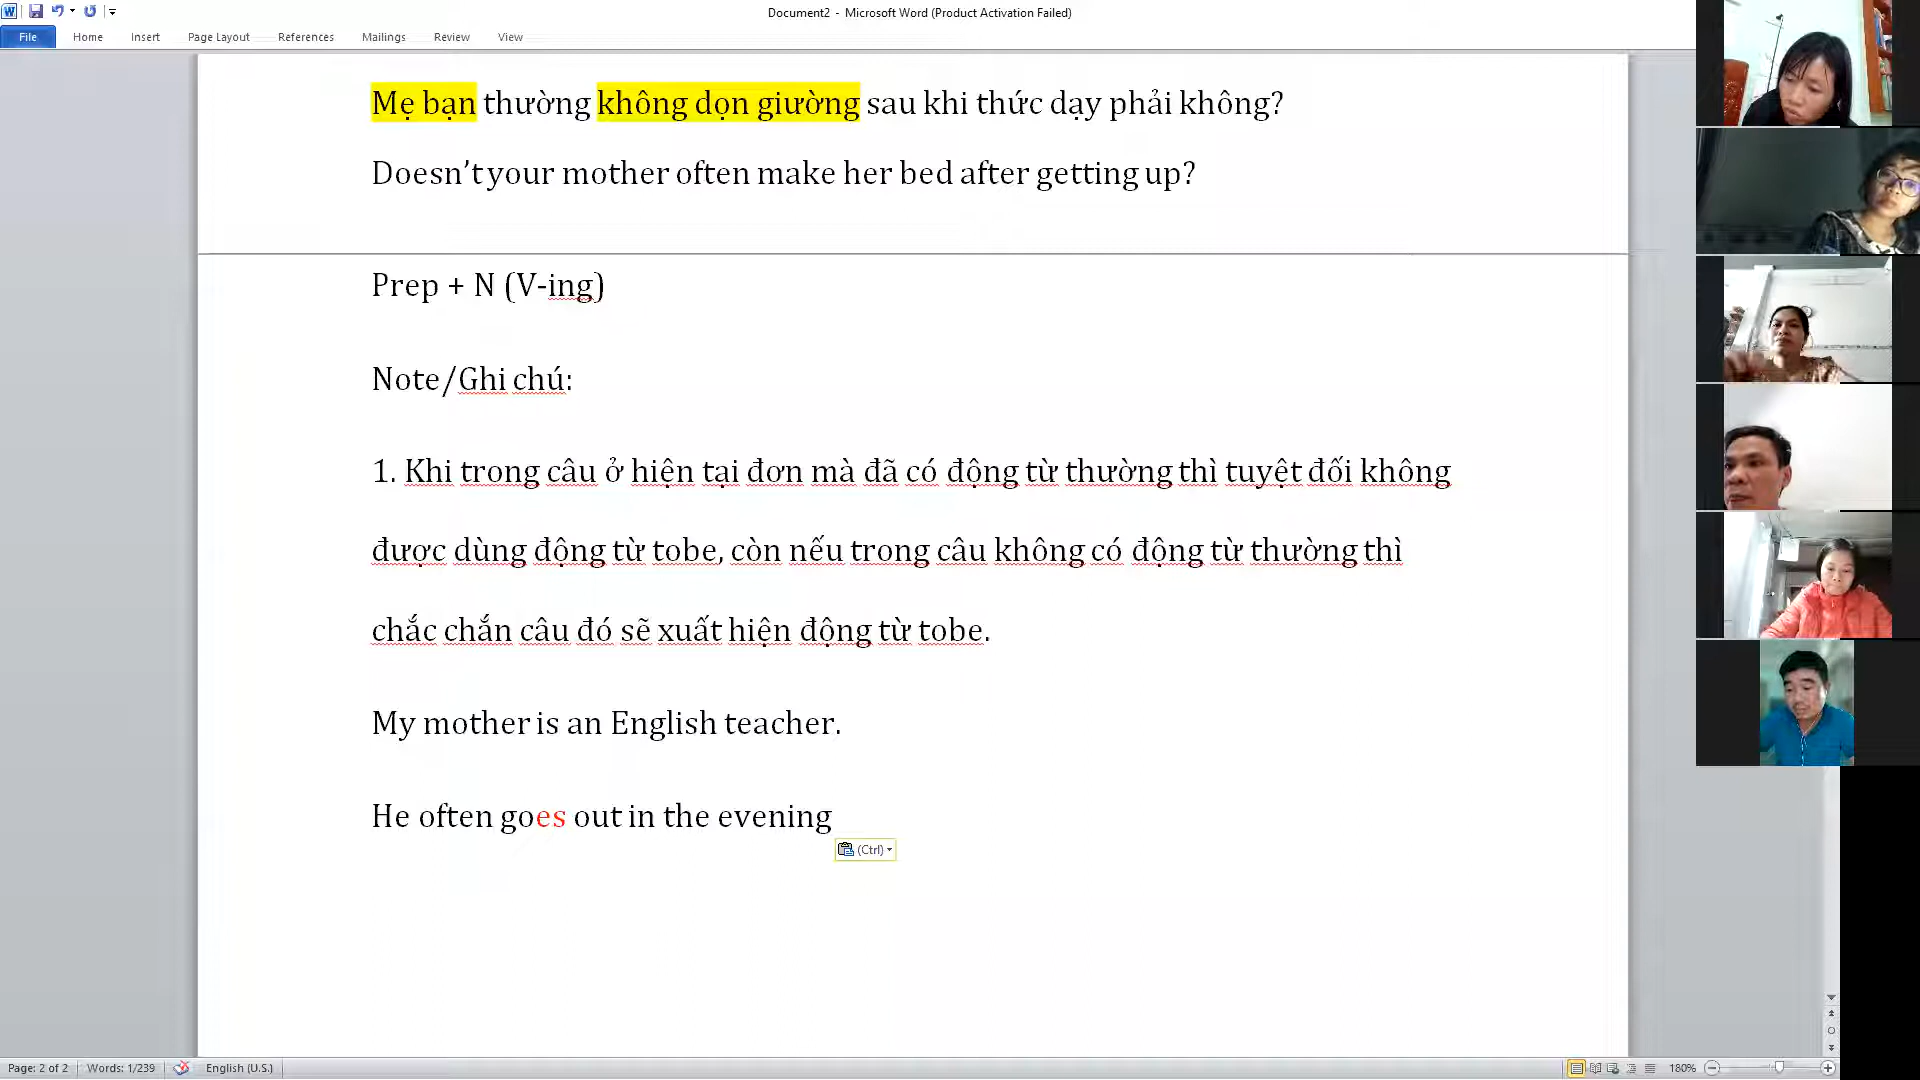 Document2 - Microsoft Word (Product Activation Failed)
File Home Insert Page Layout References Mailings Review View
Mẹ bạn thường không dọn giường sau khi thức dạy phải không?
Doesn’t your mother often make her bed after getting up?
Prep + N (V-ing)
Note/Ghi chú:
1. Khi trong câu ở hiện tại đơn mà đã có động từ thường thì tuyệt đối không
được dùng động từ tobe, còn nếu trong câu không có động từ thường thì
chắc chắn câu đó sẽ xuất hiện động từ tobe.
My mother is an English teacher.
He often goes out in the evening
(Ctrl)
Page: 2 of 2 Words: 1/239 English (U.S.) 180%